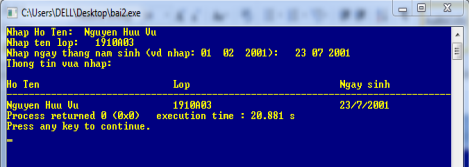 C:\Users\DELL\Desktop\bai2.exe
Nhap Ho Ten:  Nguyen Huu Vu
Nhap ten lop:   1910A03
Nhap ngay thang nam sinh (vd nhap: 01  02  2001):   23 07 2001
Thong tin vua nhap:
Ho Ten                    Lop                    Ngay sinh
Nguyen Huu Vu             1910A03                23/7/2001
Process returned 0 (0x0)   execution time : 20.881 s
Press any key to continue.